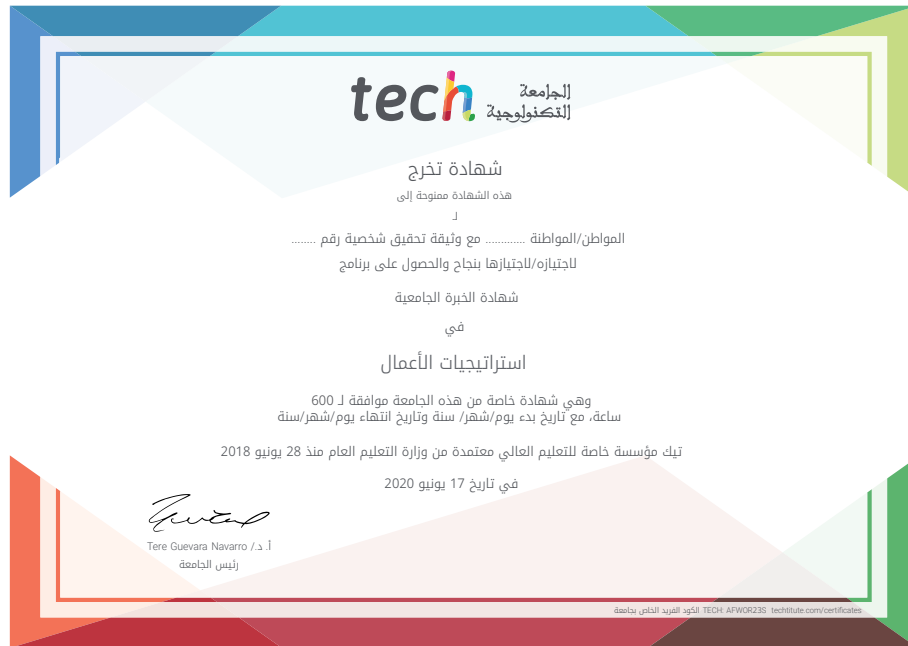 tech الجامعة
التكنولوجية
شهادة تخرج
هذه الشهادة ممنوحة إلى
لـ
المواطن/المواطنة ............. مع وثيقة تحقيق شخصية رقم ........
لاجتيازه/لاجتيازها بنجاح والحصول على برنامج
شهادة الخبرة الجامعية
في
استراتيجيات الأعمال
وهي شهادة خاصة من هذه الجامعة موافقة لـ 600
ساعة، مع تاريخ بدء يوم/شهر/ سنة وتاريخ انتهاء يوم/شهر/سنة
تيك مؤسسة خاصة للتعليم العالي معتمدة من وزارة التعليم العام منذ 28 يونيو 2018
في تاريخ 17 يونيو 2020
أ. د./ Tere Guevara Navarro
رئيس الجامعة
الكود الفريد الخاص بجامعة TECH: AFWOR23S techtitute.com/certificates